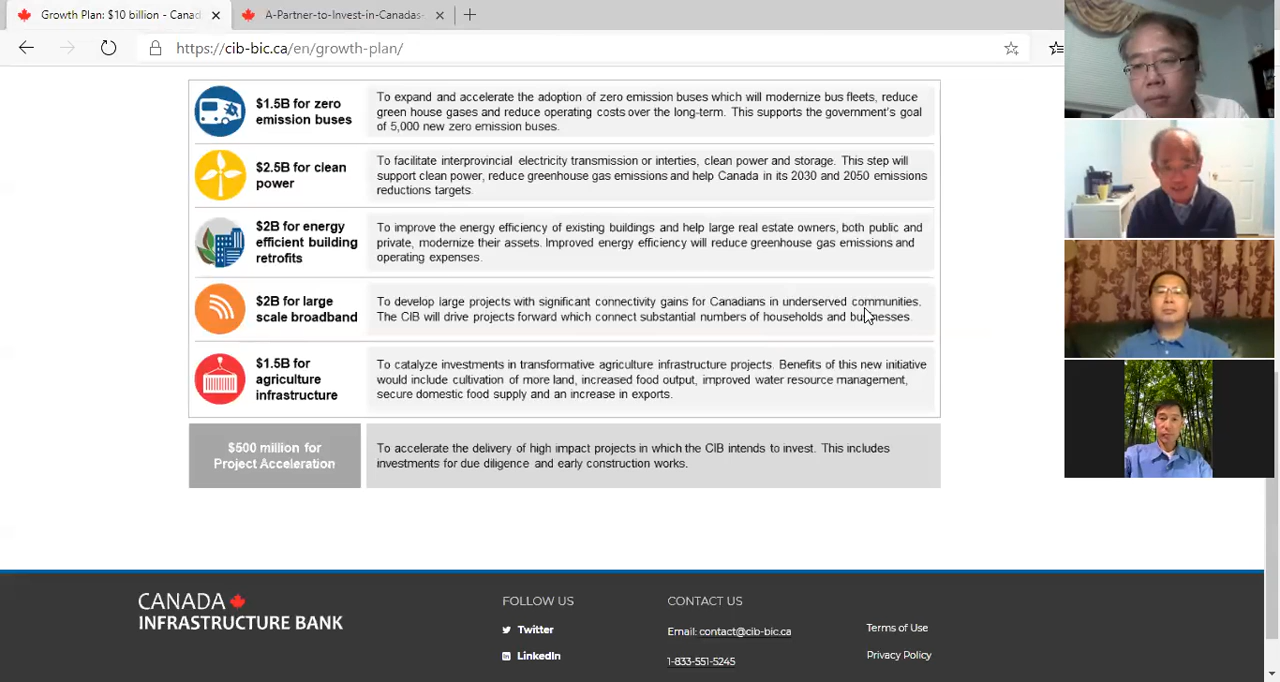 Growth Plan: $10 billion - Canad
A-Partner-to-Invest-in-Canadas-
https://cib-bic.ca/en/growth-plan/
$1.5B for zero
emission buses
To expand and accelerate the adoption of zero emission buses which will modernize bus fleets, reduce
green house gases and reduce operating costs over the long-term. This supports the government's goal
of 5,000 new zero emission buses.
$2.5B for clean
power
To facilitate interprovincial electricity transmission or interties, clean power and storage. This step will
support clean power, reduce greenhouse gas emissions and help Canada in its 2030 and 2050 emissions
reductions targets.
$2B for energy
efficient building
retrofits
To improve the energy efficiency of existing buildings and help large real estate owners, both public and
private, modernize their assets. Improved energy efficiency will reduce greenhouse gas emissions and
operating expenses.
$2B for large
scale broadband
To develop large projects with significant connectivity gains for Canadians in underserved communities.
The CIB will drive projects forward which connect substantial numbers of households and businesses.
$1.5B for
agriculture
infrastructure
To catalyze investments in transformative agriculture infrastructure projects. Benefits of this new initiative
would include cultivation of more land, increased food output, improved water resource management,
secure domestic food supply and an increase in exports.
$500 million for
Project Acceleration
To accelerate the delivery of high impact projects in which the CIB intends to invest. This includes
investments for due diligence and early construction works.
CANADA
INFRASTRUCTURE BANK
FOLLOW US
Twitter
LinkedIn
CONTACT US
Email: contact@cib-bic.ca
1-833-551-5245
Terms of Use
Privacy Policy